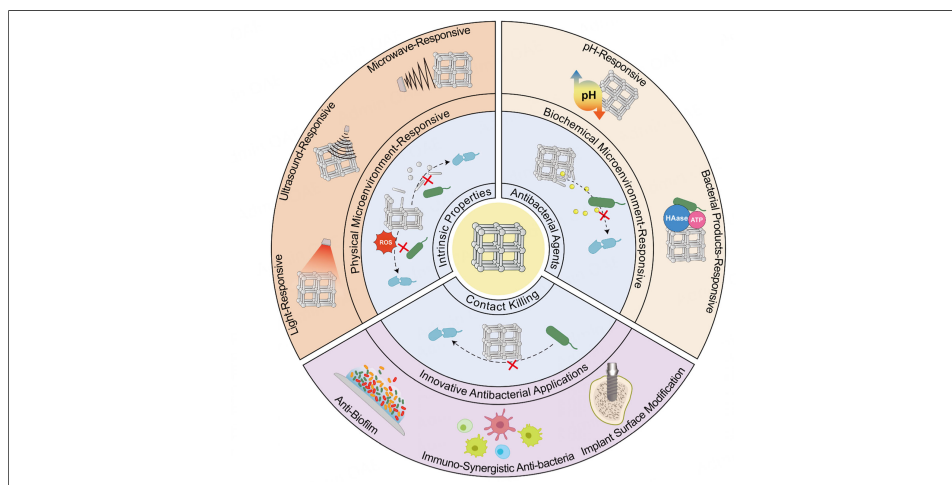 Microwave-Responsive
Ultrasound-Responsive
Light-Responsive
Physical Microenvironment-Responsive
ROS
Intrinsic Properties
pH-Responsive
pH
Biochemical Microenvironment-Responsive
Bacterial Products-Responsive
HAase
ATP
Antibacterial Agents
Contact Killing
Innovative Antibacterial Applications
Anti-Biofilm
Immuno-Synergistic Anti-bacteria
Implant Surface Modification